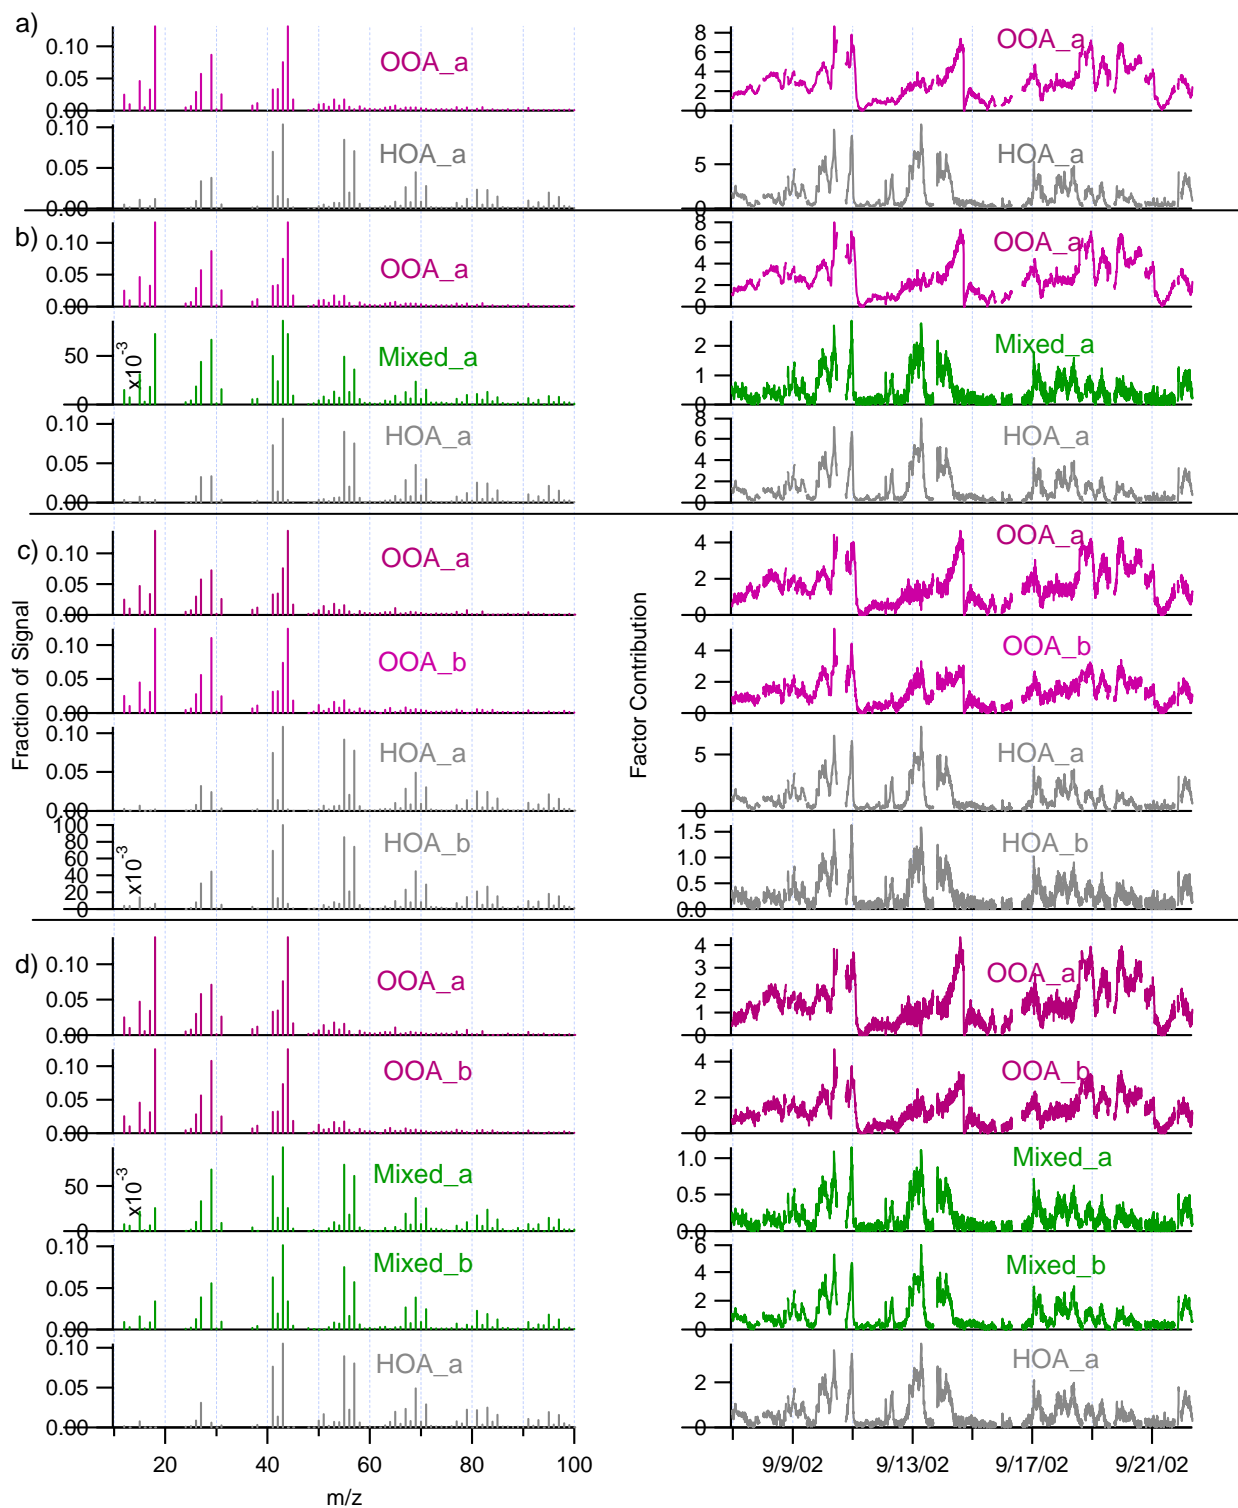 a)
0.10
0.05
0.00
OOA_a
8
6
4
2
0
OOA_a
0.10
0.05
0.00
HOA_a
5
0
HOA_a
b)
0.10
0.05
0.00
OOA_a
8
6
4
2
0
OOA_a
50
0
x10-3
Mixed_a
2
1
0
Mixed_a
0.10
0.05
0.00
HOA_a
8
6
4
2
0
HOA_a
c)
0.10
0.05
0.00
OOA_a
4
2
0
OOA_a
0.10
0.05
0.00
OOA_b
4
2
0
OOA_b
0.10
0.05
0.00
HOA_a
5
0
HOA_a
100
80
60
40
20
0
x10-3
HOA_b
1.5
1.0
0.5
0.0
HOA_b
Fraction of Signal
Factor Contribution
d)
0.10
0.05
0.00
OOA_a
4
3
2
1
0
OOA_a
0.10
0.05
0.00
OOA_b
4
2
0
OOA_b
50
0
x10-3
Mixed_a
1.0
0.5
0.0
Mixed_a
0.10
0.05
0.00
Mixed_b
6
4
2
0
Mixed_b
0.10
0.05
0.00
HOA_a
2
0
HOA_a
20 40 60 80 100
m/z
9/9/02 9/13/02 9/17/02 9/21/02